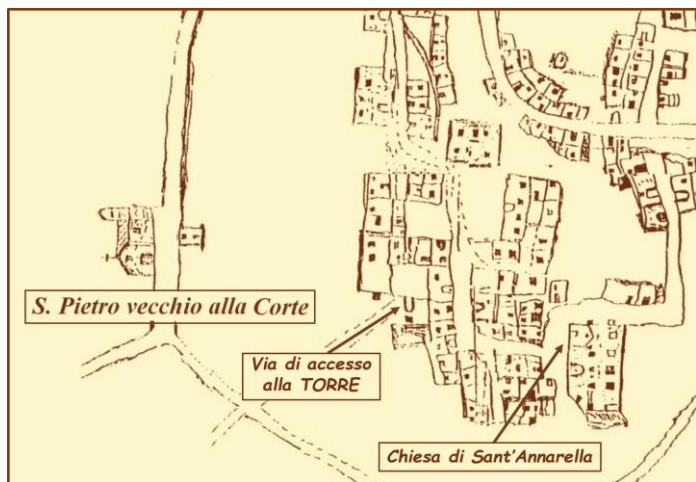 S. Pietro vecchio alla Corte
Via di accesso
alla TORRE
Chiesa di Sant'Annarella